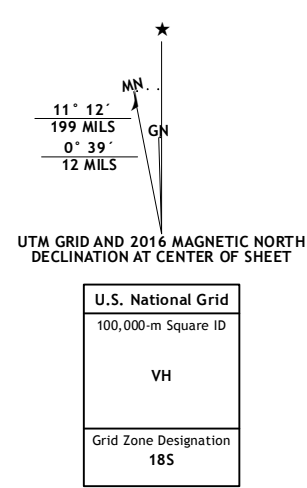 ★
MN
11° 12´
199 MILS
GN
0° 39´
12 MILS
UTM GRID AND 2016 MAGNETIC NORTH
DECLINATION AT CENTER OF SHEET
U.S. National Grid
100,000-m Square ID
VH
Grid Zone Designation
18S